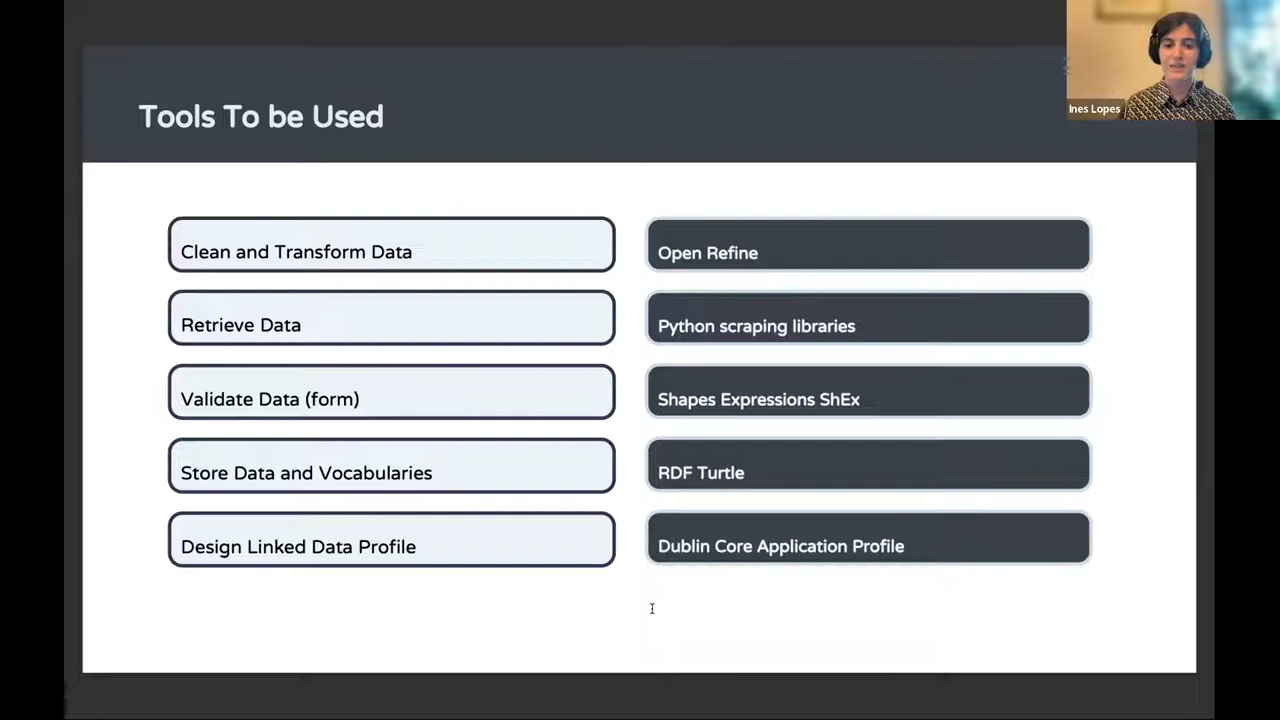 Tools To be Used
Ines Lopes
Clean and Transform Data
Open Refine
Retrieve Data
Python scraping libraries
Validate Data (form)
Shapes Expressions ShEx
Store Data and Vocabularies
RDF Turtle
Design Linked Data Profile
Dublin Core Application Profile